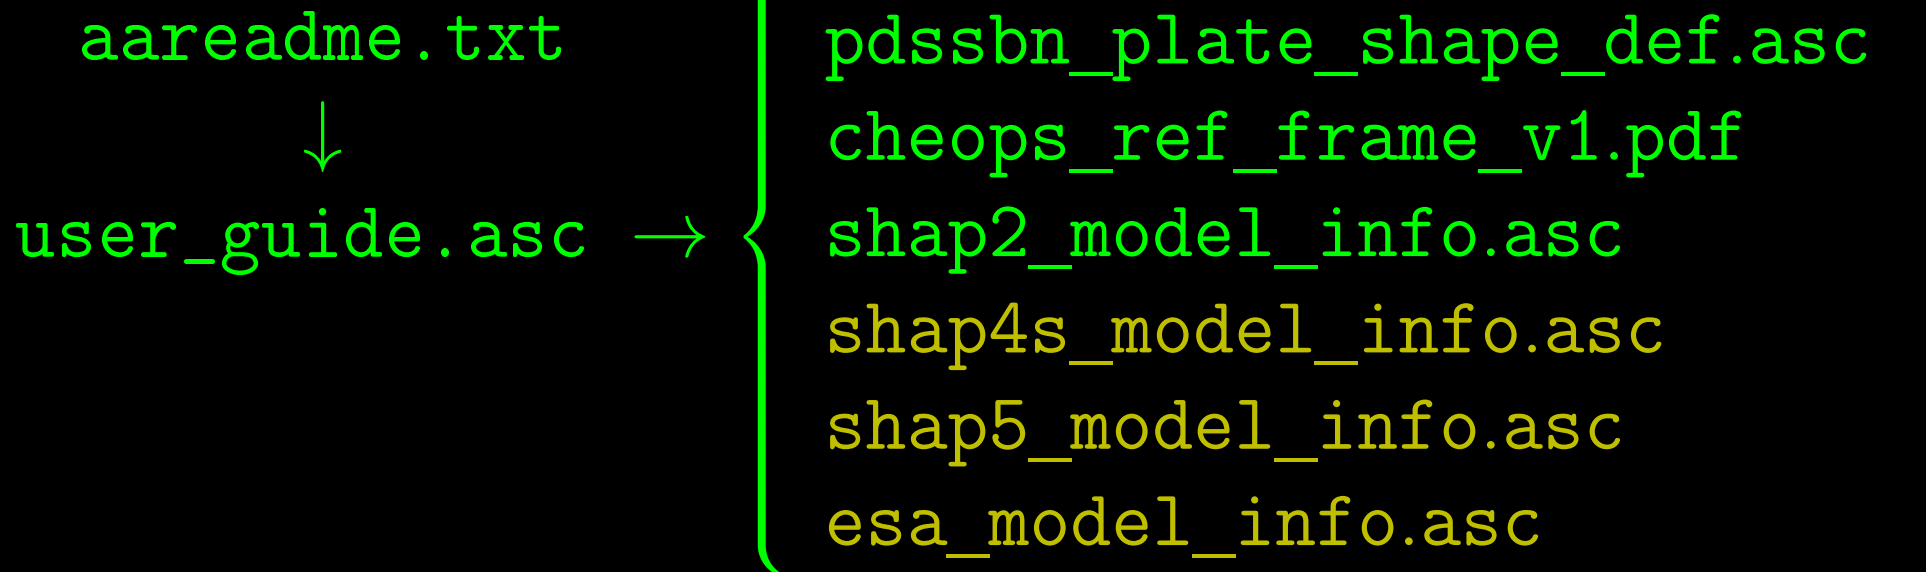 aareadme.txt
↓
user_guide.asc →
pdssbn_plate_shape_def.asc
cheops_ref_frame_v1.pdf
shap2_model_info.asc
shap4s_model_info.asc
shap5_model_info.asc
esa_model_info.asc